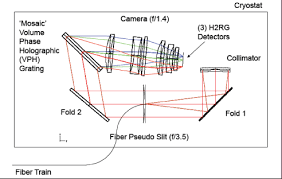 Cryostat
Camera (f/1.4)
'Mosaic'
Volume
Phase
Holographic
(VPH)
Grating
(3) H2RG
Detectors
Collimator
Fold 2
Fold 1
Fiber Pseudo Slit (f/3.5)
Fiber Train